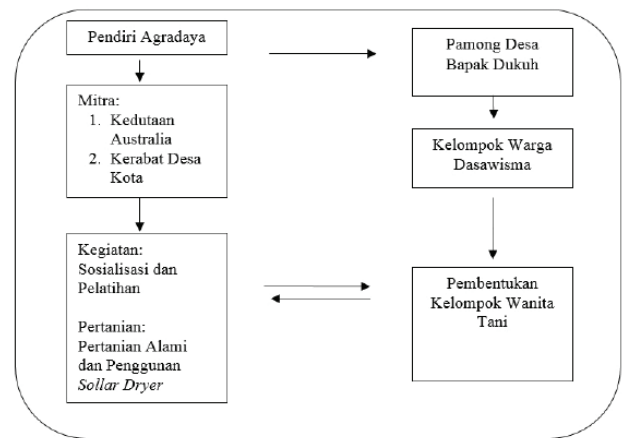 Pendiri Agradaya
Mitra:
1. Kedutaan
Australia
2. Kerabat Desa
Kota
Kegiatan:
Sosialisasi dan
Pelatihan
Pertanian:
Pertanian Alami
dan Penggunan
Sollar Dryer
Pamong Desa
Bapak Dukuh
Kelompok Warga
Dasawisma
Pembentukan
Kelompok Wanita
Tani